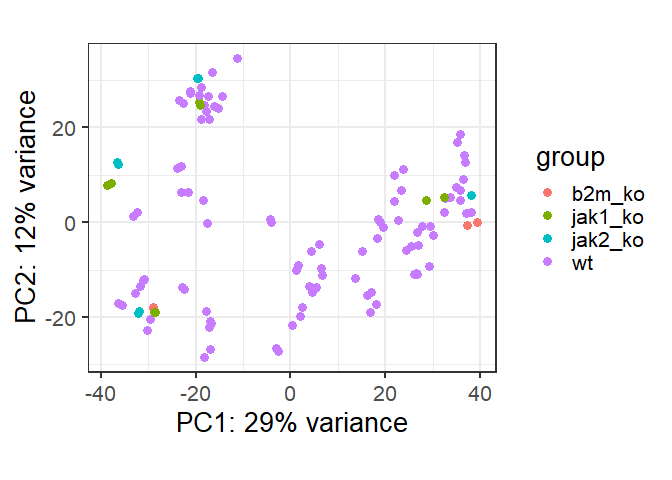 20
0
-20
-40
-20
0
20
40
PC2: 12% variance
PC1: 29% variance
group
b2m_ko
jak1_ko
jak2_ko
wt